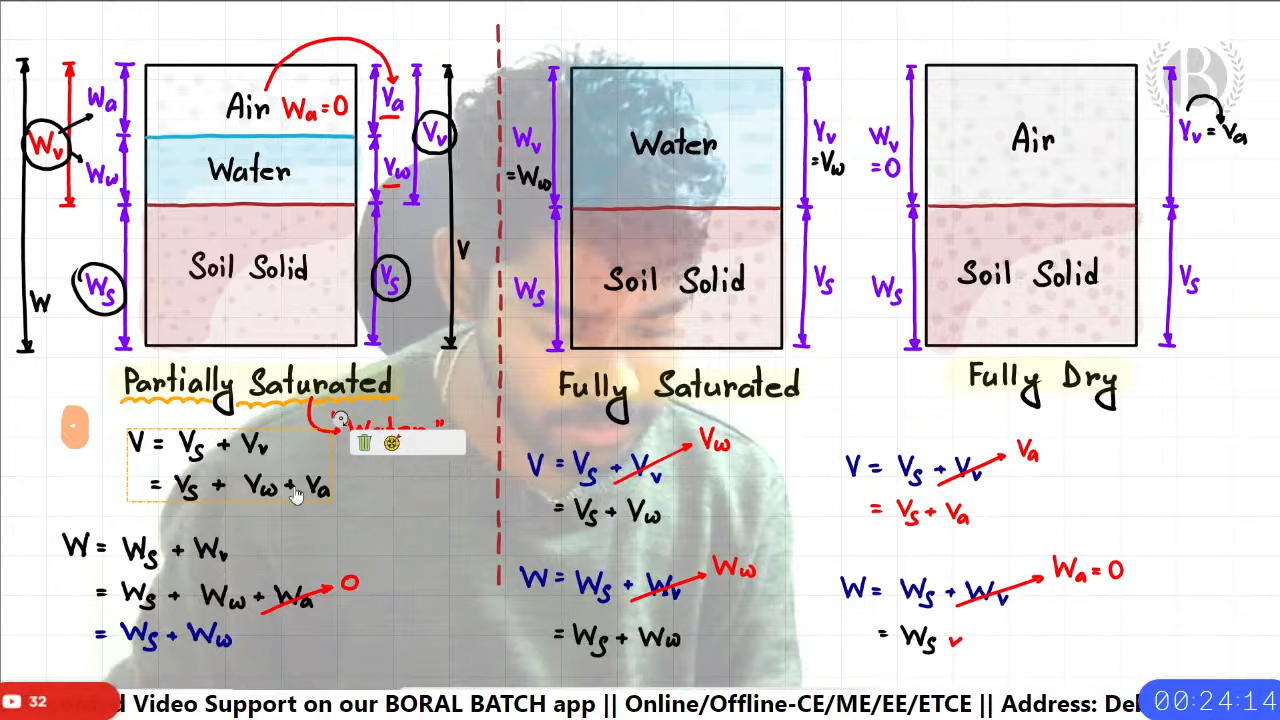 Wa
Wv
Ww
Ws
W
Air Wa = 0
Water
Soil Solid
Va
Vv
Vw
Vs
V
Partially Saturated
V = Vs + Vv
= Vs + Vw + Va
W = Ws + Wv
= Ws + Ww + Wa 0
= Ws + Ww
Wv
= Ww
Ws
Water
Soil Solid
Vv
= Vw
Vs
Fully Saturated
V = Vs + Vv Vw
= Vs + Vw
W = Ws + Wv Ww
= Ws + Ww
Wv
= 0
Ws
Air
Soil Solid
B
Vv = Va
Vs
Fully Dry
V = Vs + Vv Va
= Vs + Va
W = Ws + Wv Wa = 0
= Ws
32
Video Support on our BORAL BATCH app || Online/Offline-CE/ME/EE/ETCE || Address:
00:24:14